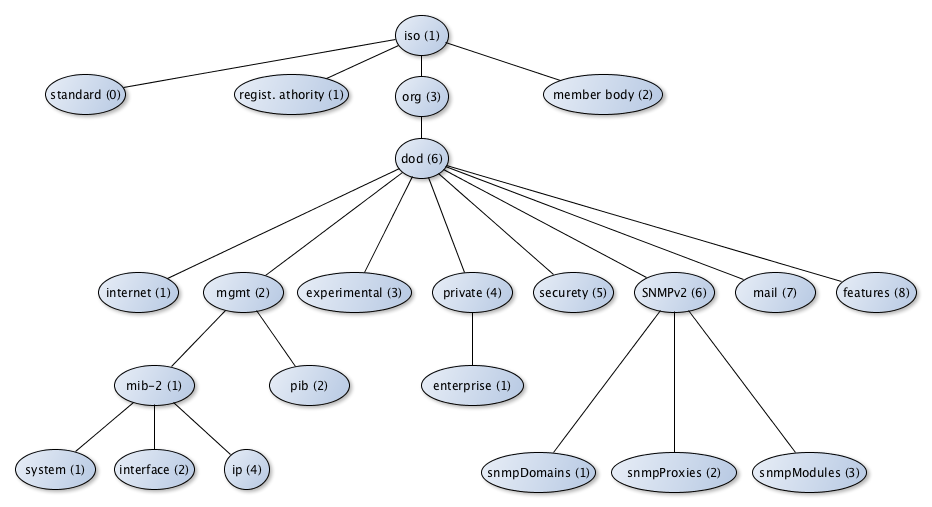 iso (1)
standard (0)
regist. athority (1)
org (3)
member body (2)
dod (6)
internet (1)
mgmt (2)
experimental (3)
private (4)
securety (5)
SNMPv2 (6)
mail (7)
features (8)
mib-2 (1)
pib (2)
enterprise (1)
system (1)
interface (2)
ip (4)
snmpDomains (1)
snmpProxies (2)
snmpModules (3)